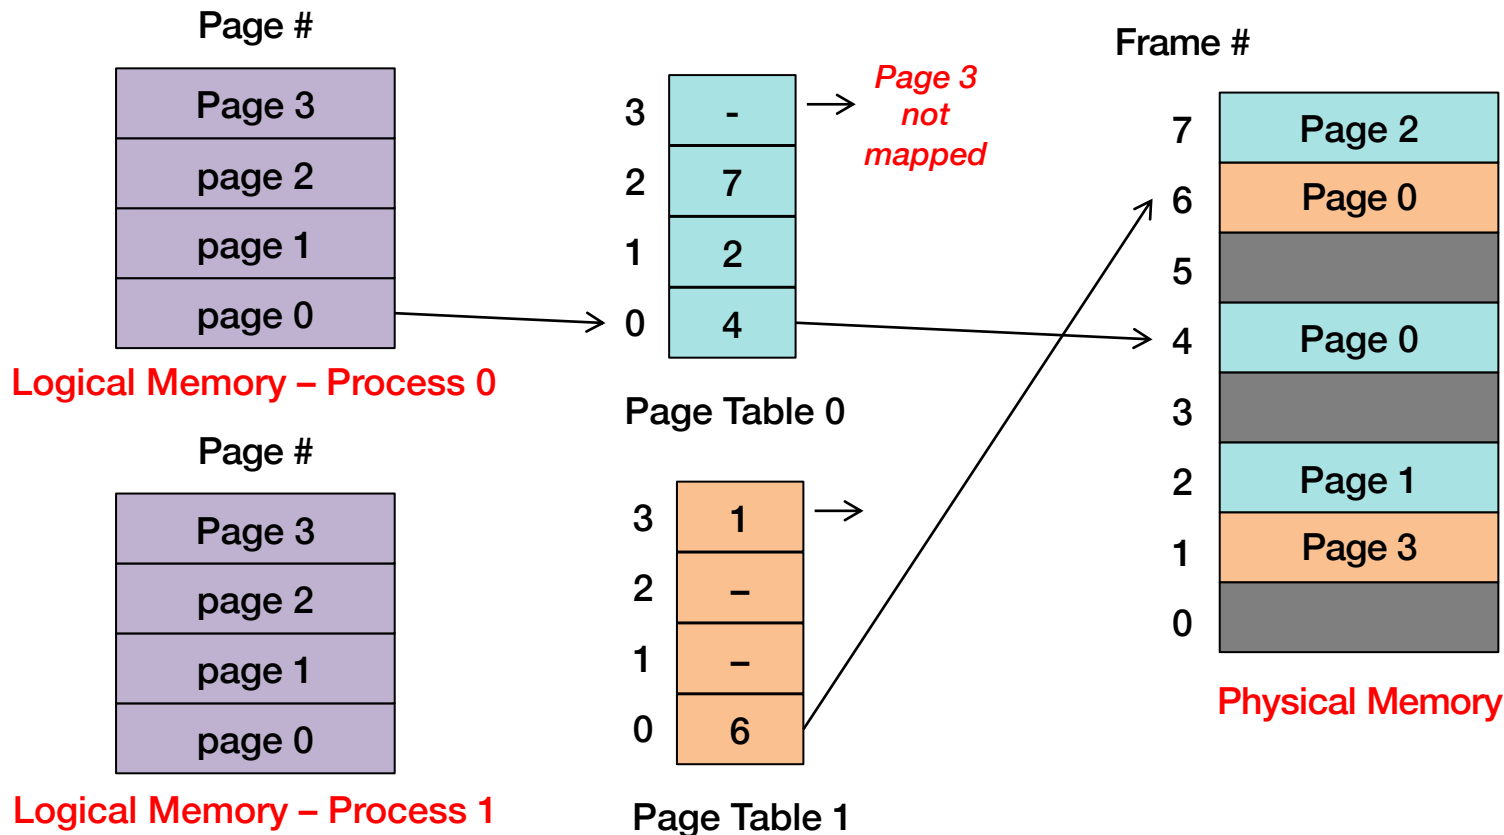 Page #
Page 3
page 2
page 1
page 0
Logical Memory – Process 0
3 -
2 7
1 2
0 4
Page 3
not
mapped
Page Table 0
Page #
Page 3
page 2
page 1
page 0
Logical Memory – Process 1
3 1
2 –
1 –
0 6
Page Table 1
Frame #
7 Page 2
6 Page 0
5
4 Page 0
3
2 Page 1
1 Page 3
0
Physical Memory